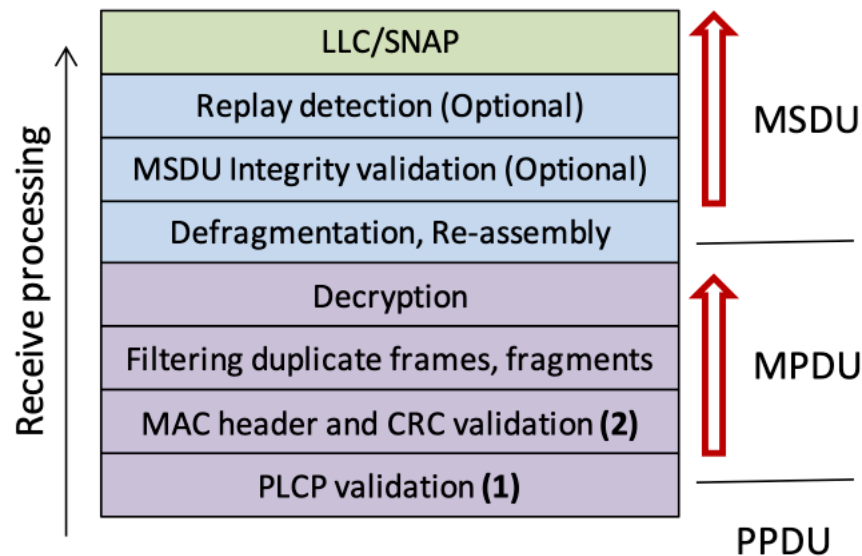 LLC/SNAP
Replay detection (Optional)
MSDU Integrity validation (Optional)
Defragmentation, Re-assembly
Decryption
Filtering duplicate frames, fragments
MAC header and CRC validation (2)
PLCP validation (1)
Receive processing
MSDU
MPDU
PPDU